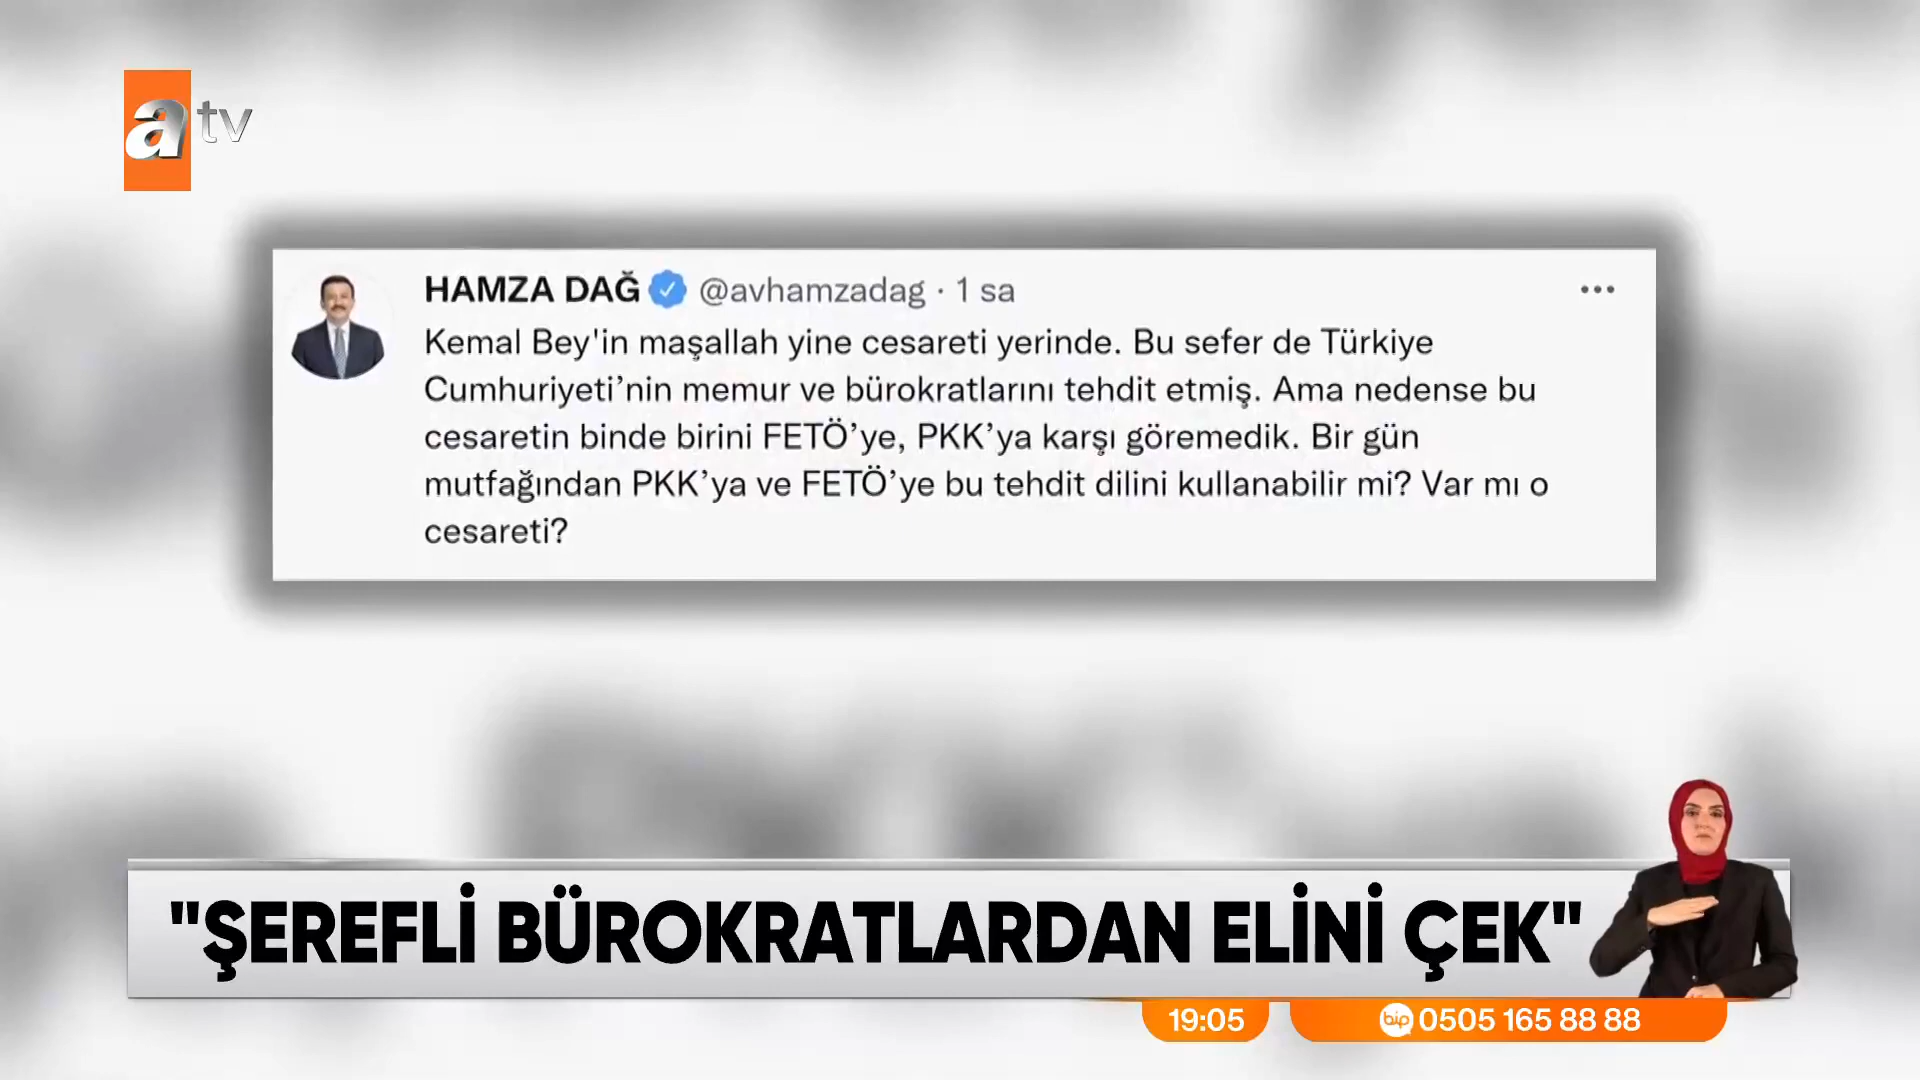 a tv
HAMZA DAĞ @avhamzadag · 1 sa
Kemal Bey'in maşallah yine cesareti yerinde. Bu sefer de Türkiye
Cumhuriyeti’nin memur ve bürokratlarını tehdit etmiş. Ama nedense bu
cesaretin binde birini FETÖ’ye, PKK’ya karşı göremedik. Bir gün
mutfağından PKK’ya ve FETÖ’ye bu tehdit dilini kullanabilir mi? Var mı o
cesareti?
"ŞEREFLİ BÜROKRATLARDAN ELİNİ ÇEK"
19:05
bip 0505 165 88 88